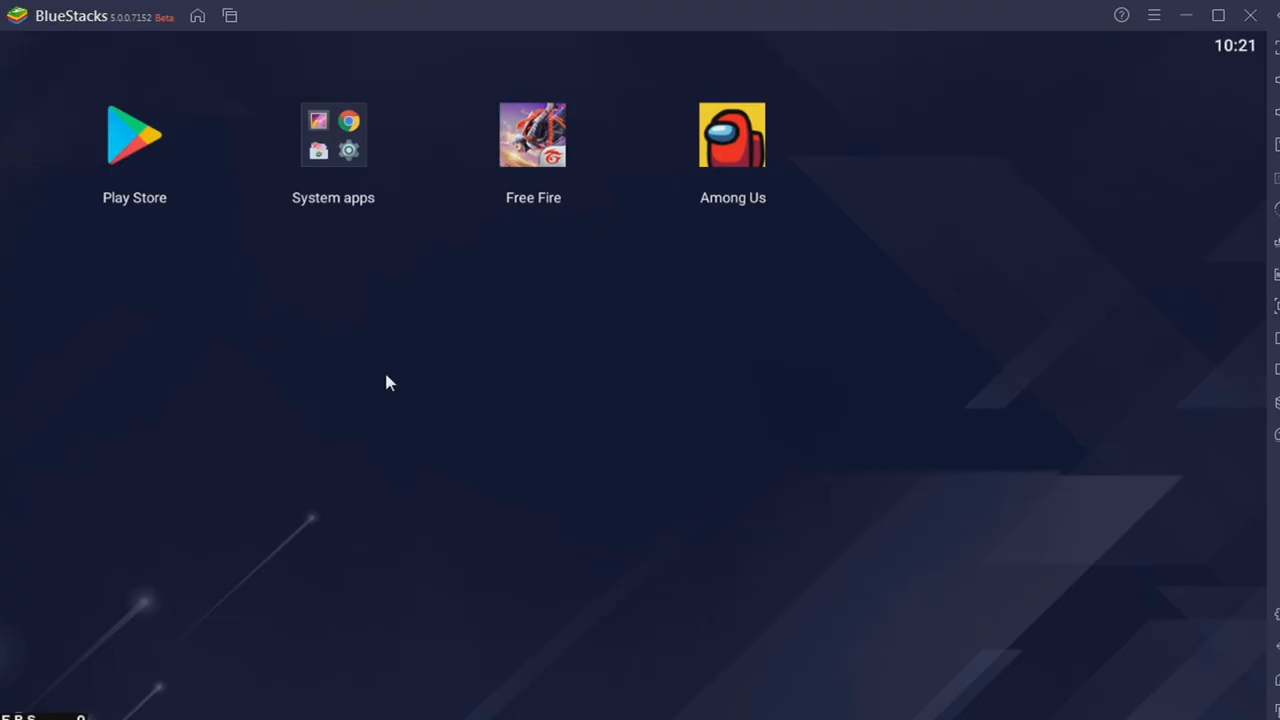 BlueStacks 5.0.0.7152 Beta
10:21
Play Store
System apps
Free Fire
Among Us